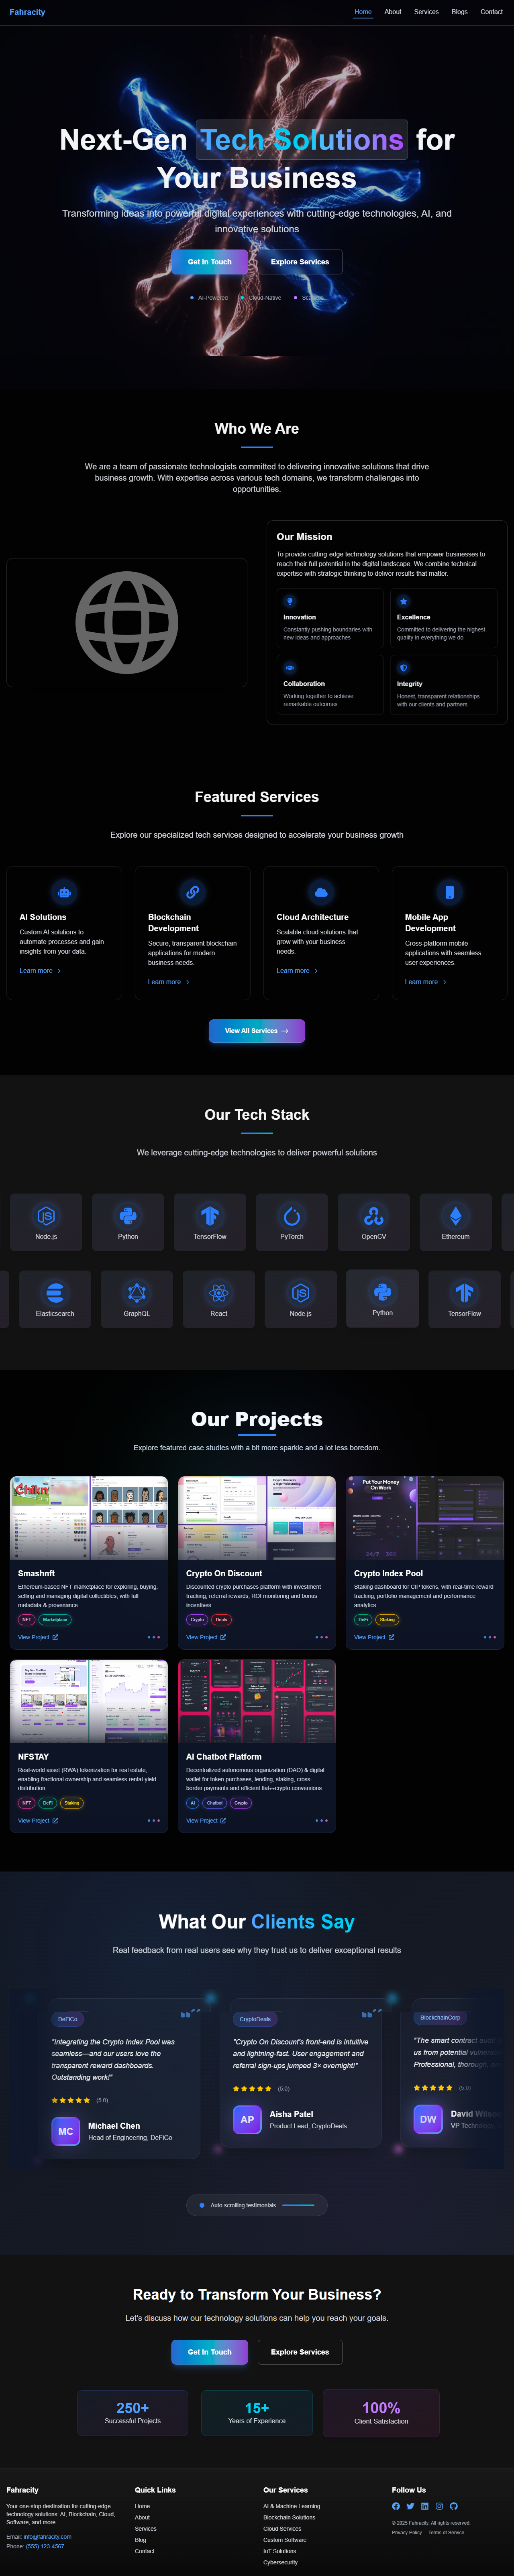 Fahracity
Home
About
Services
Blogs
Contact
Next-Gen Tech Solutions for
Your Business
Transforming ideas into powerful digital experiences with cutting-edge technologies, AI, and
innovative solutions
Get In Touch
Explore Services
AI-Powered
Cloud-Native
Who We Are
We are a team of passionate technologists committed to delivering innovative solutions that drive
business growth. With expertise across various tech domains, we transform challenges into
opportunities.
Our Mission
To provide cutting-edge technology solutions that empower businesses to
reach their full potential in the digital landscape. We combine technical
expertise with strategic thinking to deliver results that matter.
Innovation
Constantly pushing boundaries with
new ideas and approaches
Excellence
Committed to delivering the highest
quality in everything we do
Collaboration
Working together to achieve
remarkable outcomes
Integrity
Honest, transparent relationships
with our clients and partners
Featured Services
Explore our specialized tech services designed to accelerate your business growth
AI Solutions
Custom AI solutions to
automate processes and gain
insights from your data.
Learn more
Blockchain
Development
Secure, transparent blockchain
applications for modern
business needs.
Learn more
Cloud Architecture
Scalable cloud solutions that
grow with your business
needs.
Learn more
Mobile App
Development
Cross-platform mobile
applications with seamless
user experiences.
Learn more
View All Services →
Our Tech Stack
We leverage cutting-edge technologies to deliver powerful solutions
Node.js
Python
TensorFlow
PyTorch
OpenCV
Ethereum
Elasticsearch
GraphQL
React
Node.js
Python
TensorFlow
Our Projects
Explore featured case studies with a bit more sparkle and a lot less boredom.
Put Your Money
On Work
24/7 365
Smashnft
Ethereum-based NFT marketplace for exploring, buying,
selling and managing digital collectibles, with full
metadata & provenance.
NFT
Marketplace
View Project
Crypto On Discount
Discounted crypto purchases platform with investment
tracking, referral rewards, ROI monitoring and bonus
incentives.
Crypto
Deals
View Project
Crypto Index Pool
Staking dashboard for CIP tokens, with real-time reward
tracking, portfolio management and performance
analytics.
DeFi
Staking
View Project
NFSTAY
Real-world asset (RWA) tokenization for real estate,
enabling fractional ownership and seamless rental-yield
distribution.
NFT
DeFi
Staking
View Project
AI Chatbot Platform
Decentralized autonomous organization (DAO) & digital
wallet for token purchases, lending, staking, cross-
border payments and efficient fiat↔crypto conversions.
AI
Chatbot
Crypto
View Project
What Our Clients Say
Real feedback from real users see why they trust us to deliver exceptional results
DeFiCo
"Integrating the Crypto Index Pool was
seamless—and our users love the
transparent reward dashboards.
Outstanding work!"
(5.0)
MC
Michael Chen
Head of Engineering, DeFiCo
CryptoDeals
"Crypto On Discount's front-end is intuitive
and lightning-fast. User engagement and
referral sign-ups jumped 3× overnight!"
(5.0)
AP
Aisha Patel
Product Lead, CryptoDeals
BlockchainCorp
"The smart contract
us from potential
Professional, thorough,
(5.0)
DW
David
VP
Auto-scrolling testimonials
Ready to Transform Your Business?
Let's discuss how our technology solutions can help you reach your goals.
Get In Touch
Explore Services
250+
Successful Projects
15+
Years of Experience
100%
Client Satisfaction
Fahracity
Your one-stop destination for cutting-edge
technology solutions: AI, Blockchain, Cloud,
Software, and more.
Email: info@fahracity.com
Phone: (555) 123-4567
Quick Links
Home
About
Services
Blog
Contact
Our Services
AI & Machine Learning
Blockchain Solutions
Cloud Services
Custom Software
IoT Solutions
Cybersecurity
Follow Us
© 2025 Fahracity. All rights reserved.
Privacy Policy
Terms of Service